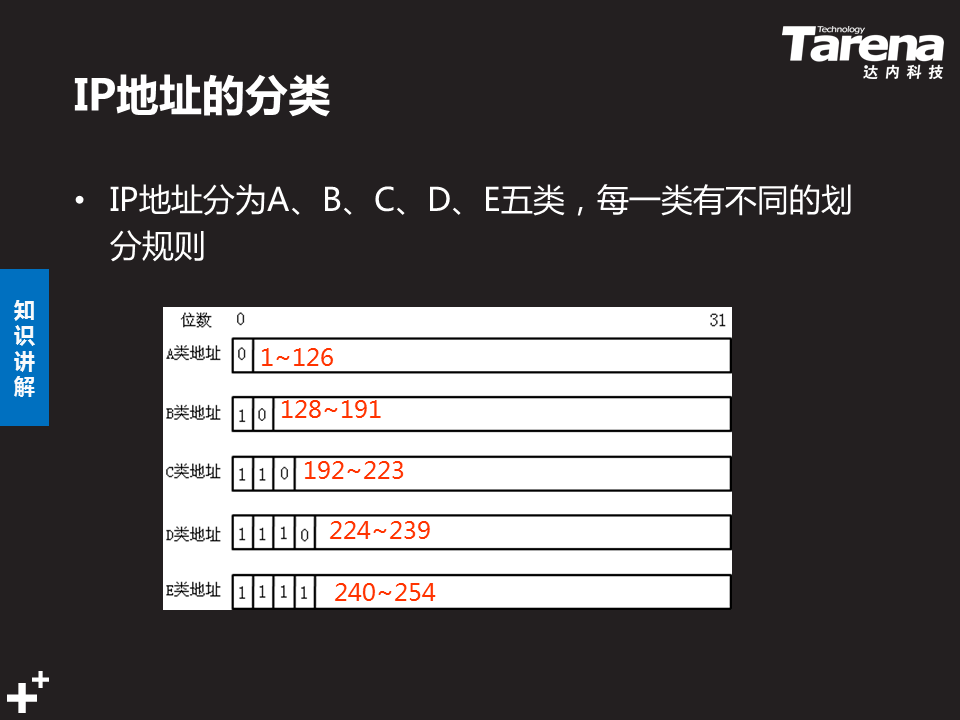 Technology
Tarena
达内科技
IP地址的分类
• IP地址分为A、B、C、D、E五类，每一类有不同的划
分规则
知
识
讲
解
位数 0 31
A类地址 0 1~126
B类地址 1 0 128~191
C类地址 1 1 0 192~223
D类地址 1 1 1 0 224~239
E类地址 1 1 1 1 240~254